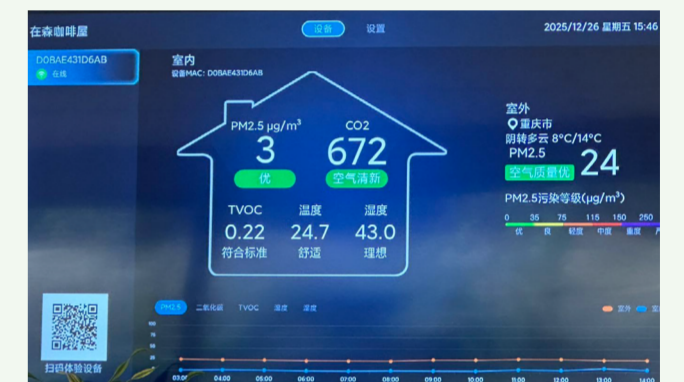 在森咖啡屋
设备
设置
2025/12/26 星期五 15:46
D0BAE431D6AB
在线
室内
设备MAC: D0BAE431D6AB
PM2.5 μg/m³
3
优
CO2
672
空气清新
TVOC
0.22
符合标准
温度
24.7
舒适
湿度
43.0
理想
室外
重庆市
阴转多云 8°C/14°C
PM2.5
空气质量优
24
PM2.5污染等级(μg/m³)
0 35 75 115 150 250
优 良 轻度 中度 重度
PM2.5 二氧化碳 TVOC 温度 湿度
室外
100
75
50
25
03:00 04:00 05:00 06:00 07:00 08:00 09:00 10:00 11:00 12:00 13:00 14:00
扫码体验设备